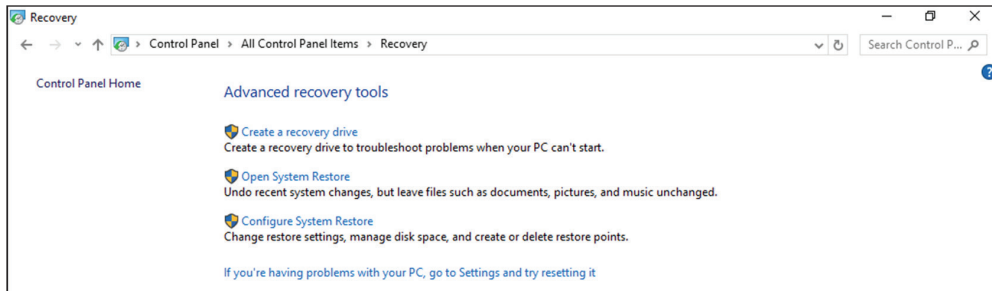 Recovery
Control Panel > All Control Panel Items > Recovery
Search Control P...
Control Panel Home
Advanced recovery tools
Create a recovery drive
Create a recovery drive to troubleshoot problems when your PC can't start.
Open System Restore
Undo recent system changes, but leave files such as documents, pictures, and music unchanged.
Configure System Restore
Change restore settings, manage disk space, and create or delete restore points.
If you're having problems with your PC, go to Settings and try resetting it